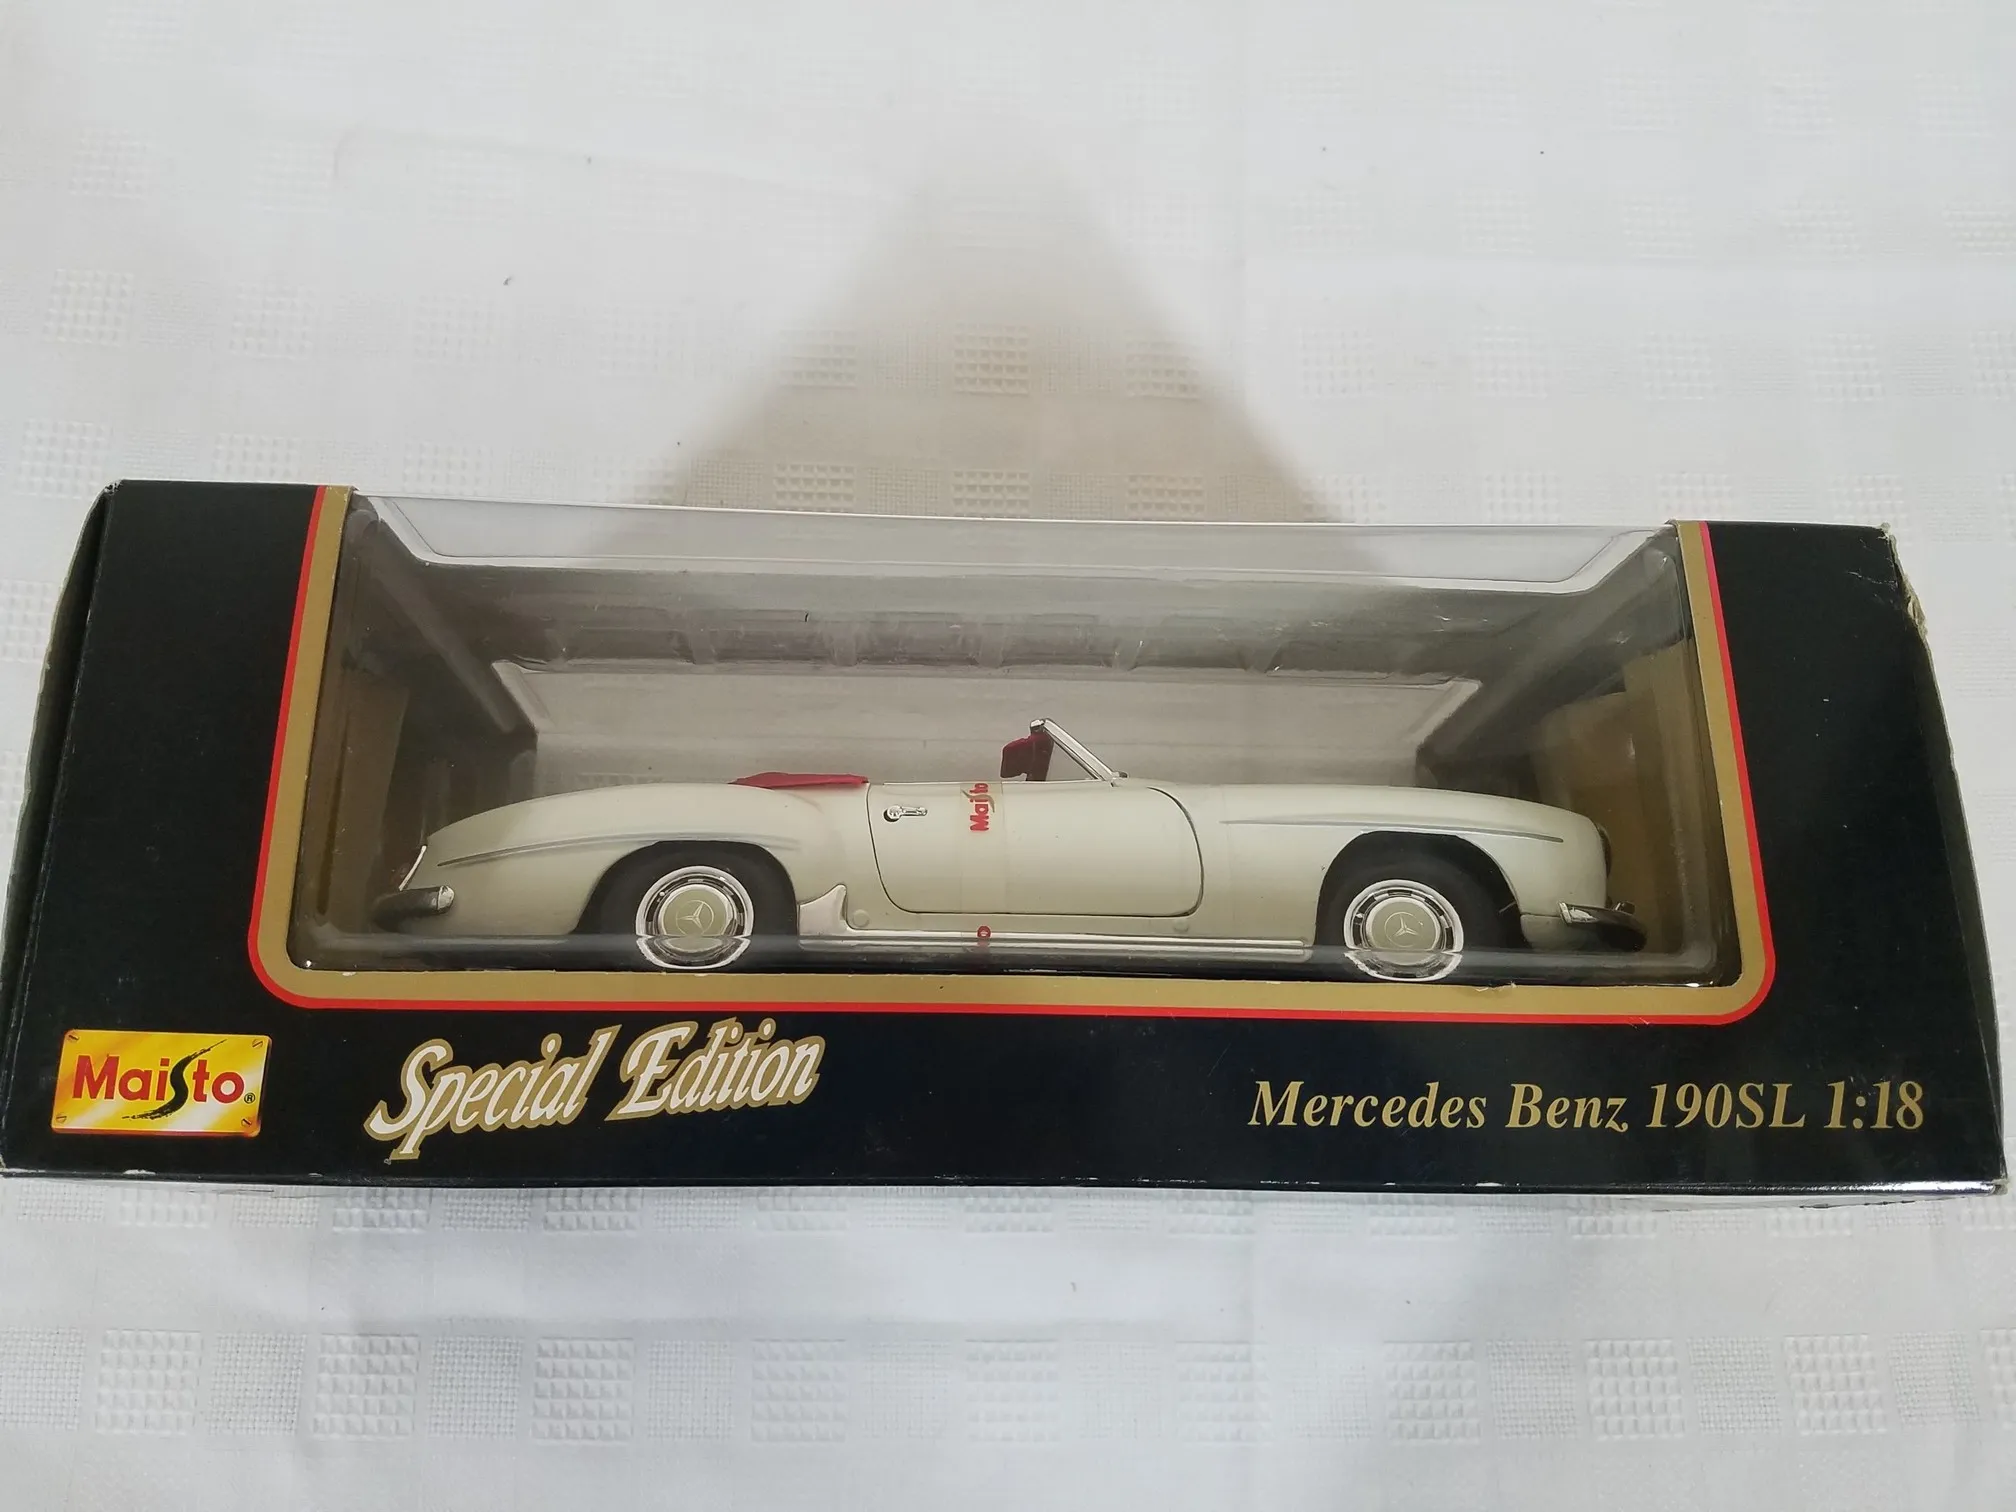 Maisto
Maisto®
Special Edition
Mercedes Benz 190SL 1:18